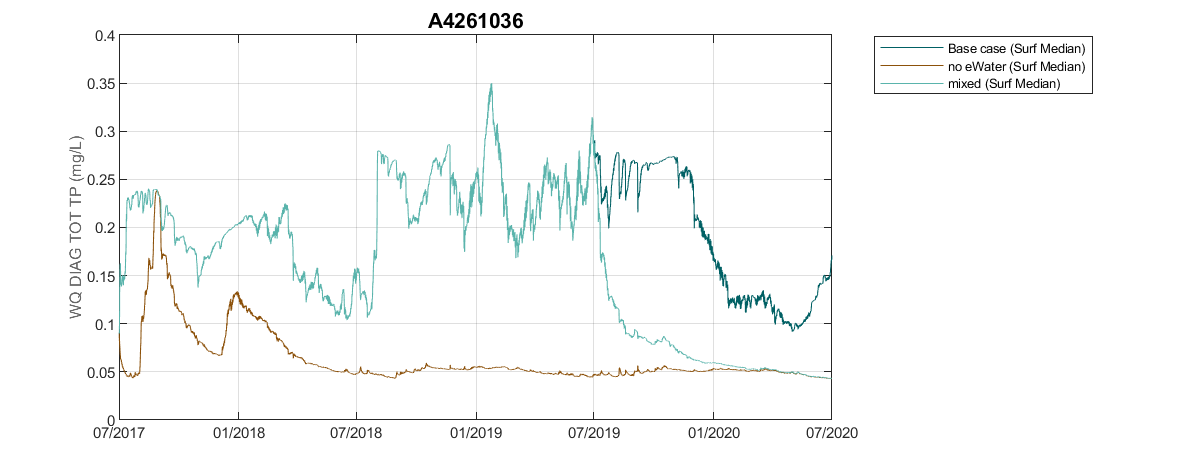 A4261036
0.4
0.35
0.3
0.25
0.2
0.15
0.1
0.05
0
WQ DIAG TOT TP (mg/L)
07/2017 01/2018 07/2018 01/2019 07/2019 01/2020 07/2020
Base case (Surf Median)
no eWater (Surf Median)
mixed (Surf Median)